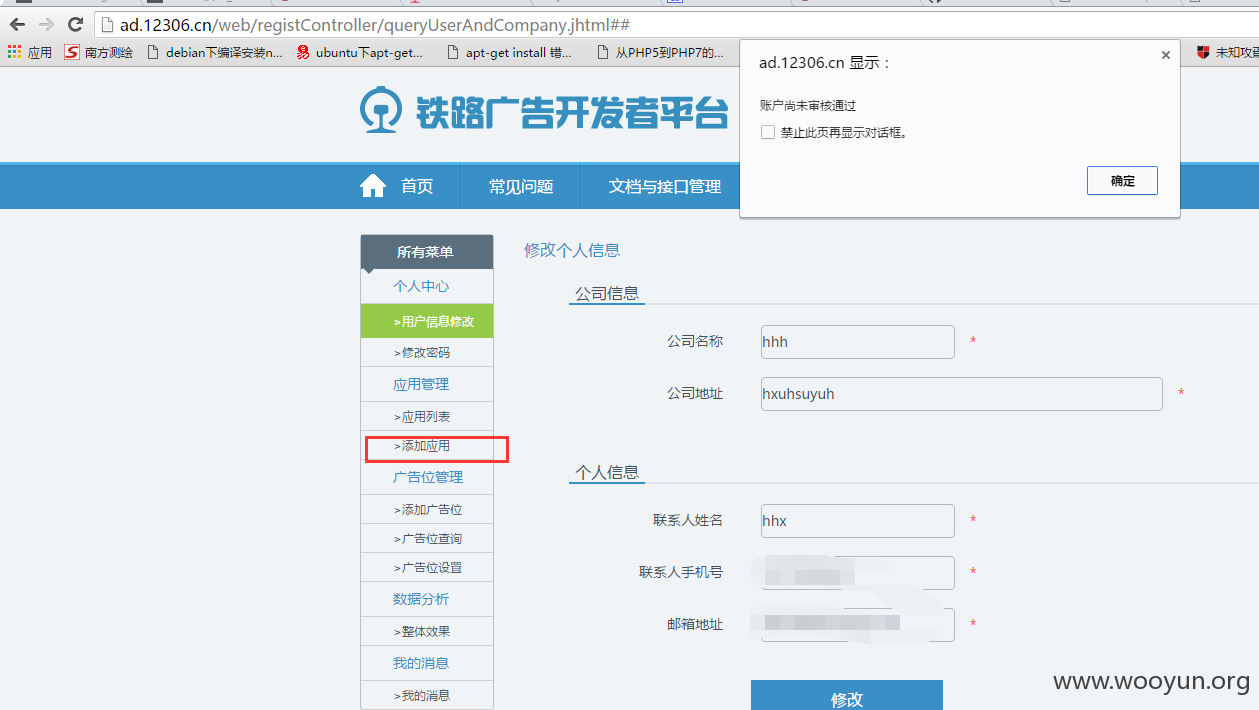 ad.12306.cn/web/registController/queryUserAndCompany.jhtml##
应用 南方测绘 debian下编译安装n... ubuntu下apt-get... apt-get install 错... 从PHP5到PHP7的...
ad.12306.cn 显示：
账户尚未审核通过
禁止此页再显示对话框。
确定
铁路广告开发者平台
首页 常见问题 文档与接口管理
所有菜单
个人中心
>用户信息修改
>修改密码
应用管理
>应用列表
>添加应用
广告位管理
>添加广告位
>广告位查询
>广告位设置
数据分析
>整体效果
我的消息
>我的消息
修改个人信息
公司信息
公司名称 hhh *
公司地址 hxuhsuyuh *
个人信息
联系人姓名 hhx *
联系人手机号 *
邮箱地址 *
修改
www.wooyun.org